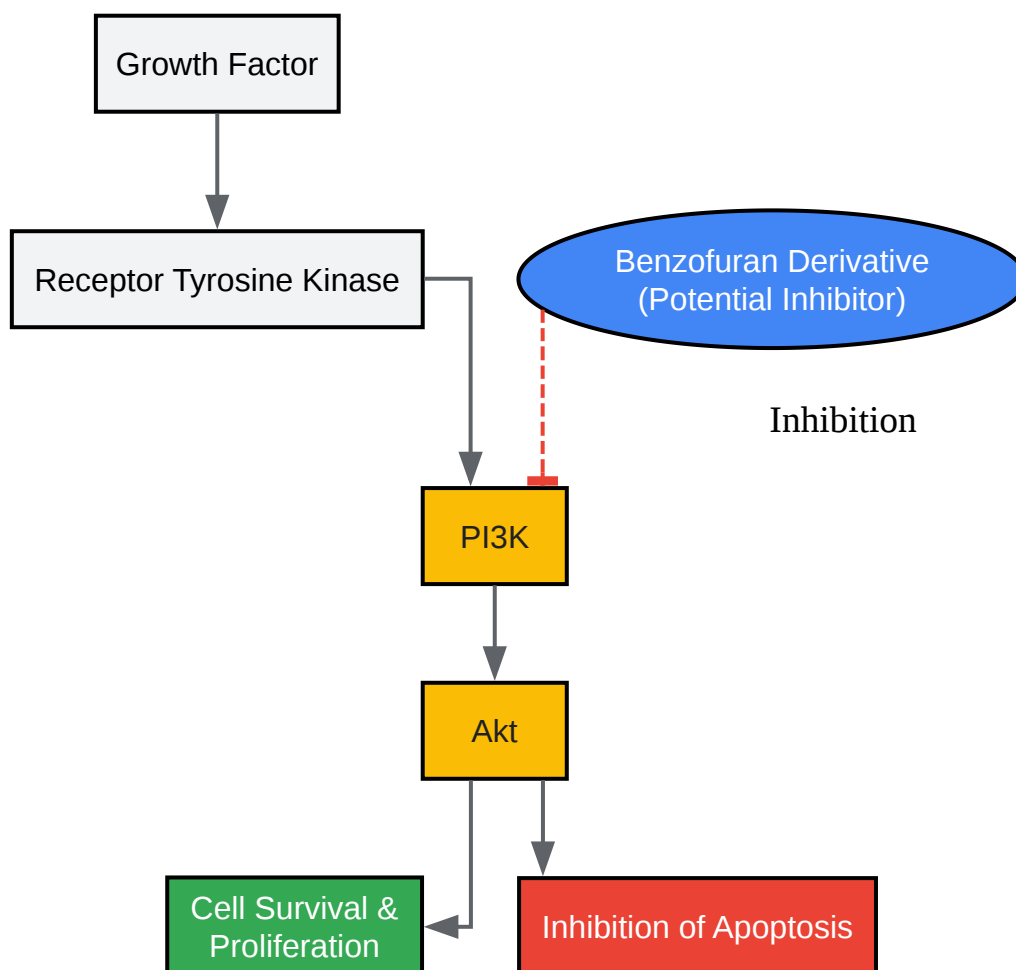 Growth Factor
Receptor Tyrosine Kinase
Benzofuran Derivative
(Potential Inhibitor)
Inhibition
PI3K
Akt
Cell Survival &
Proliferation
Inhibition of Apoptosis